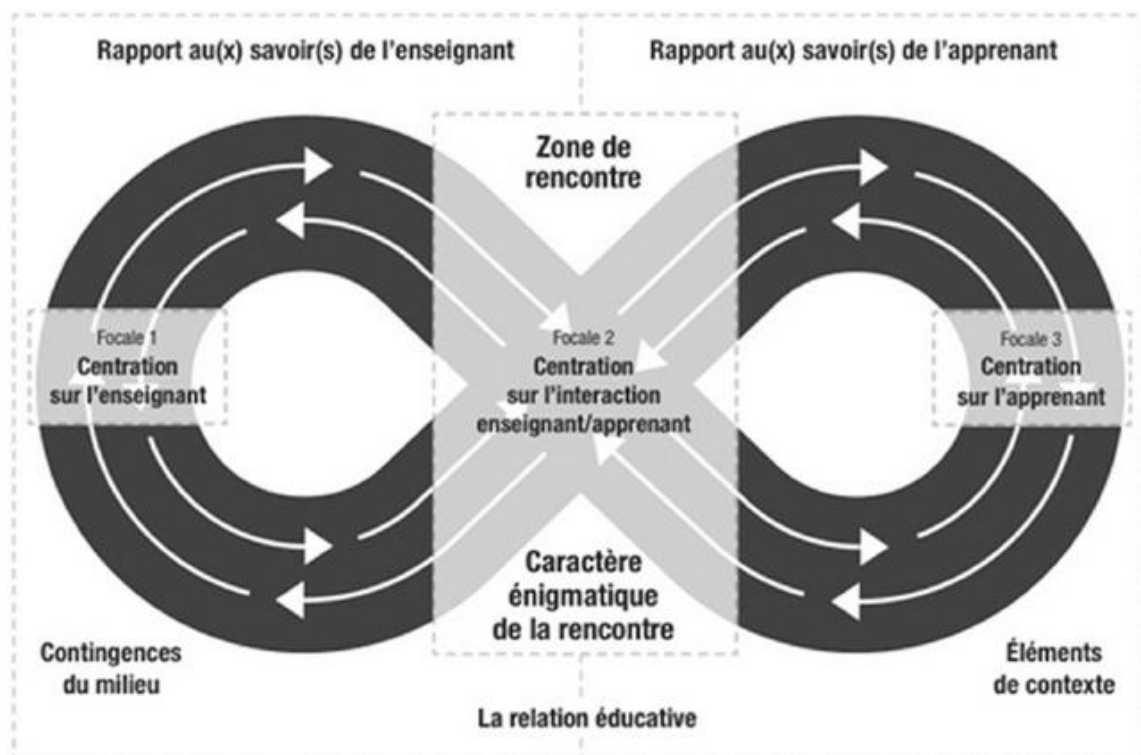 Rapport au(x) savoir(s) de l'enseignant
Rapport au(x) savoir(s) de l'apprenant
Zone de
rencontre
Focale 1
Centration
sur l'enseignant
Focale 2
Centration
sur l'interaction
enseignant/apprenant
Focale 3
Centration
sur l'apprenant
Caractère
énigmatique
de la rencontre
Contingences
du milieu
Éléments
de contexte
La relation éducative